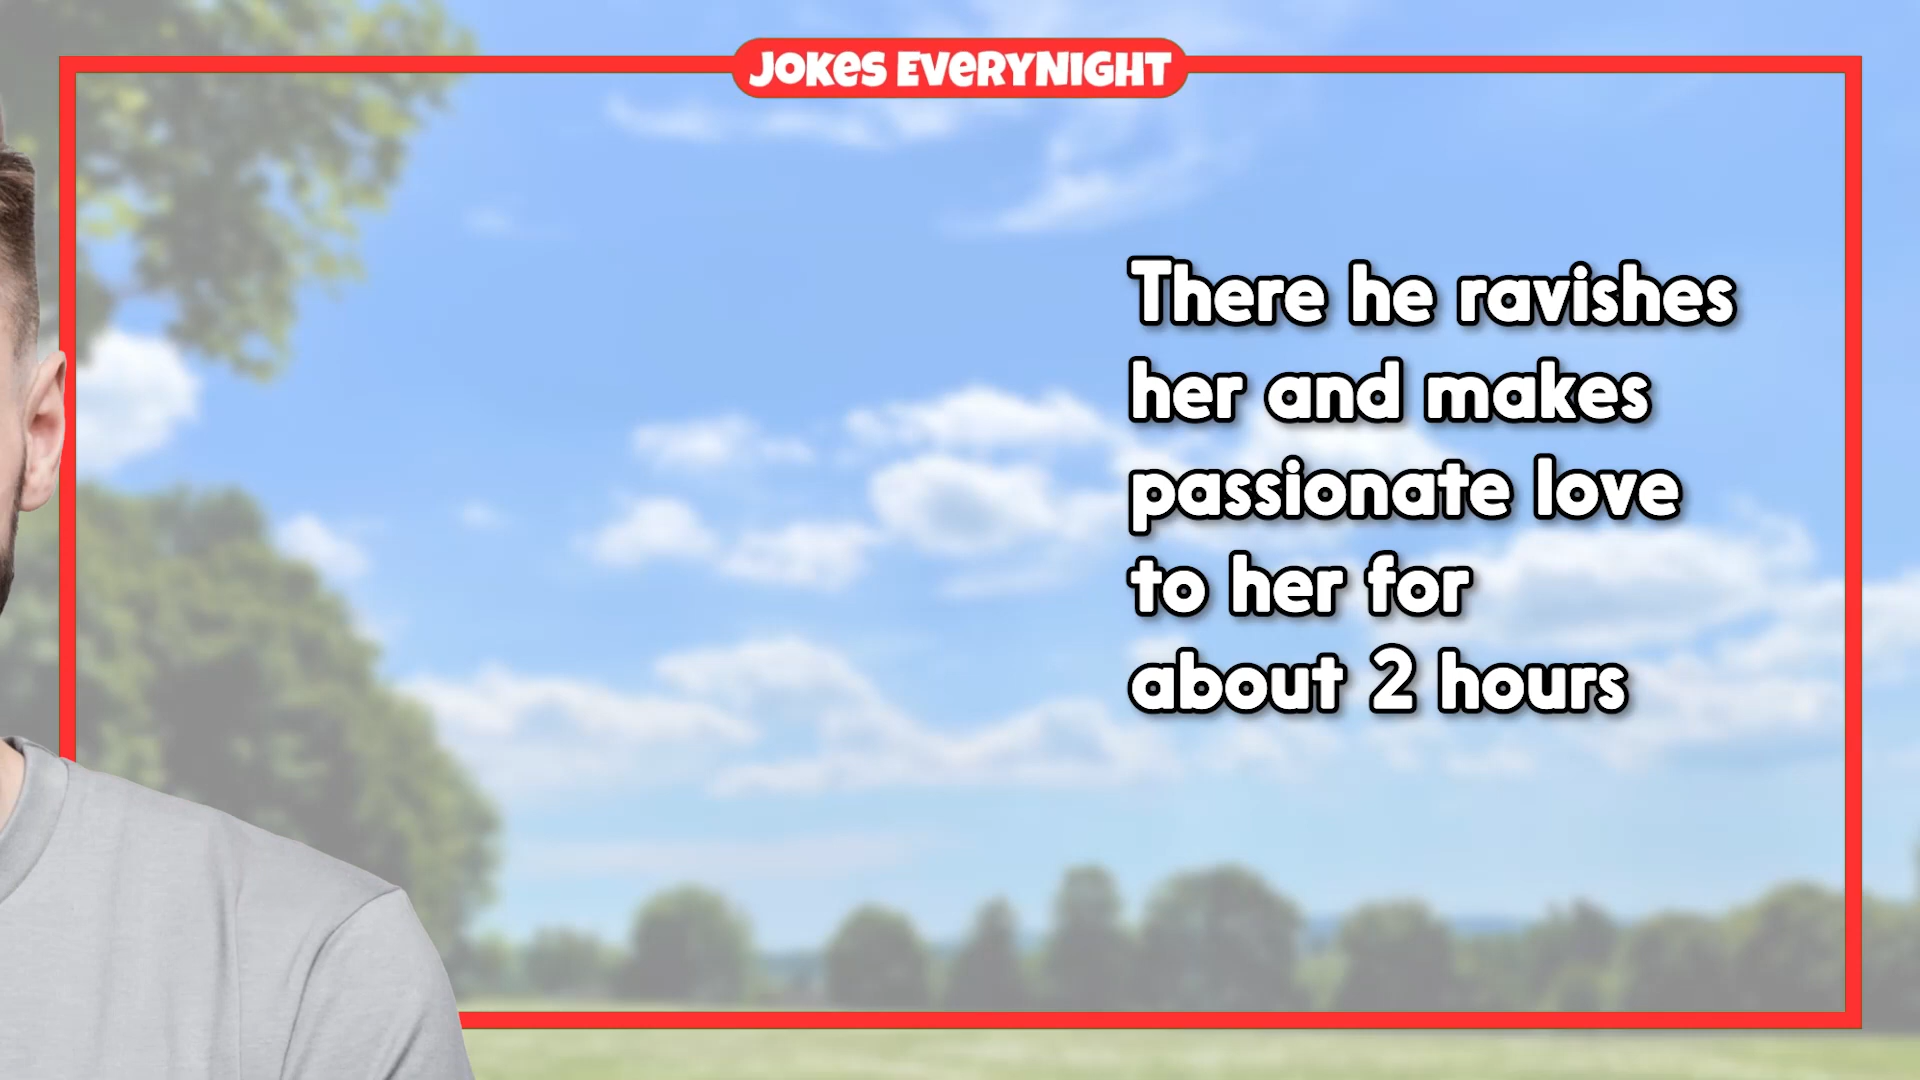 JOKES EVERYNIGHT
There he ravishes
her and makes
passionate love
to her for
about 2 hours